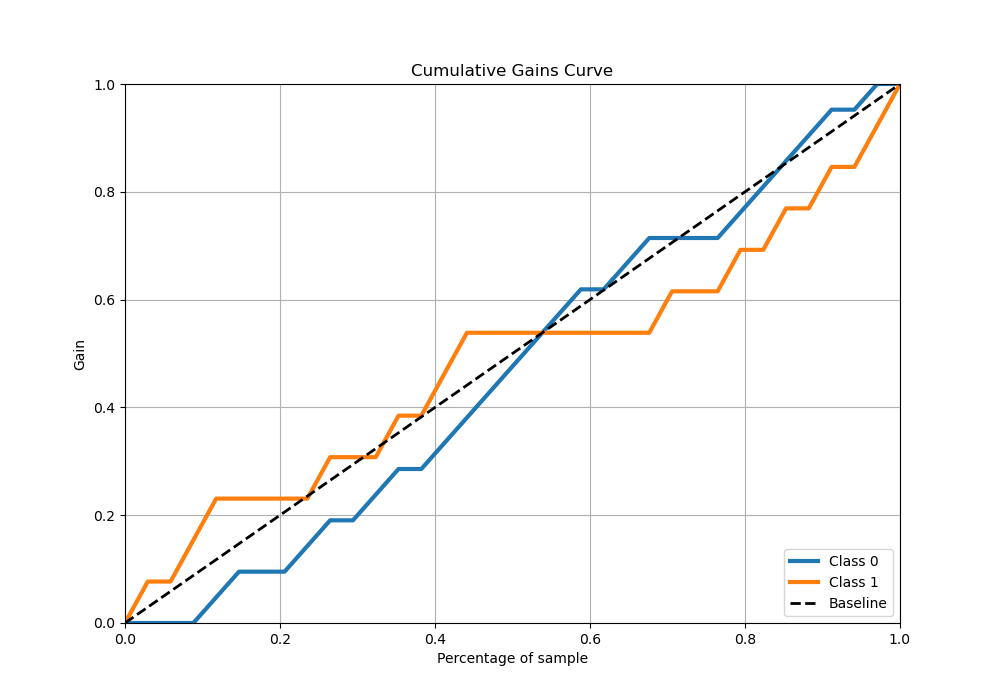 Cumulative Gains Curve
1.0
0.8
0.6
0.4
0.2
0.0
Gain
0.0 0.2 0.4 0.6 0.8 1.0
Percentage of sample
Class 0
Class 1
Baseline